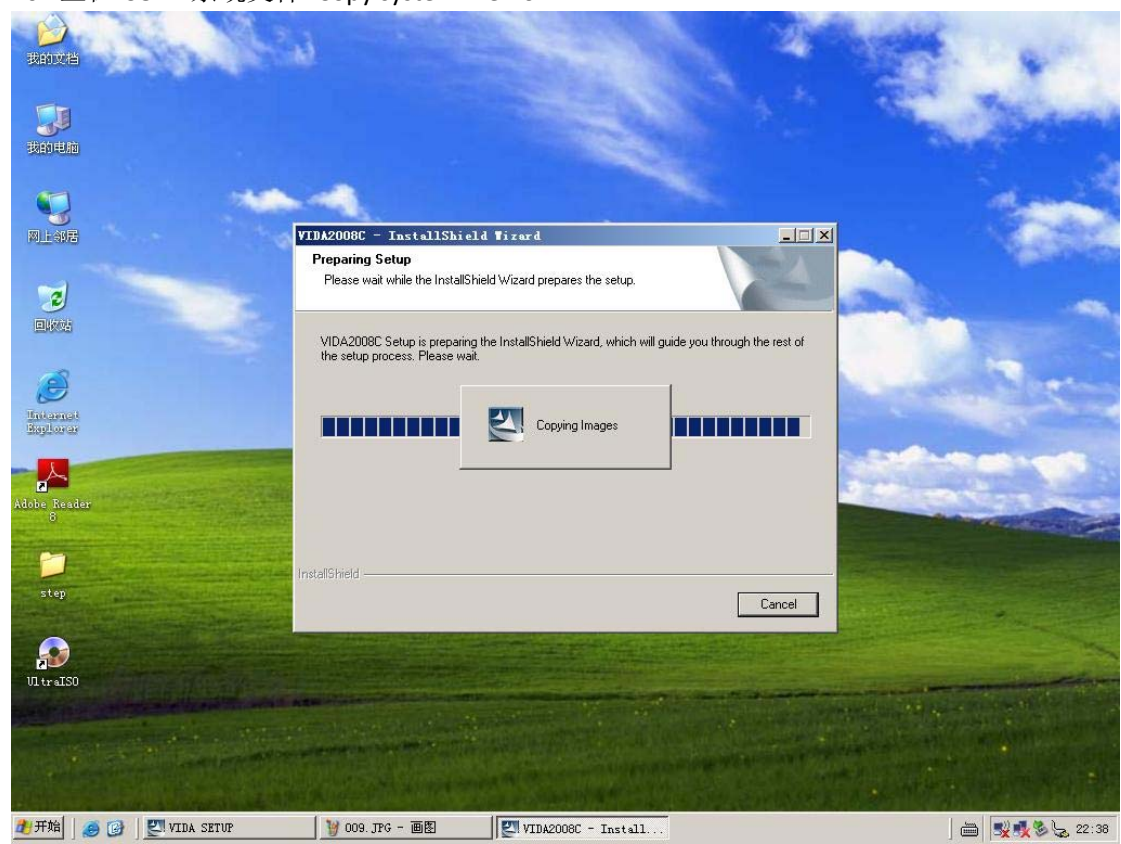 我的文档
我的电脑
网上邻居
回收站
Internet
Explorer
Adobe Reader
8
step
UltraISO
VIDA2008C - InstallShield Wizard
Preparing Setup
Please wait while the InstallShield Wizard prepares the setup.
VIDA2008C Setup is preparing the InstallShield Wizard, which will guide you through the rest of
the setup process. Please wait.
Copying Images
InstallShield
Cancel
开始
VIDA SETUP
009.JPG - 画图
VIDA2008C - Install...
22:38